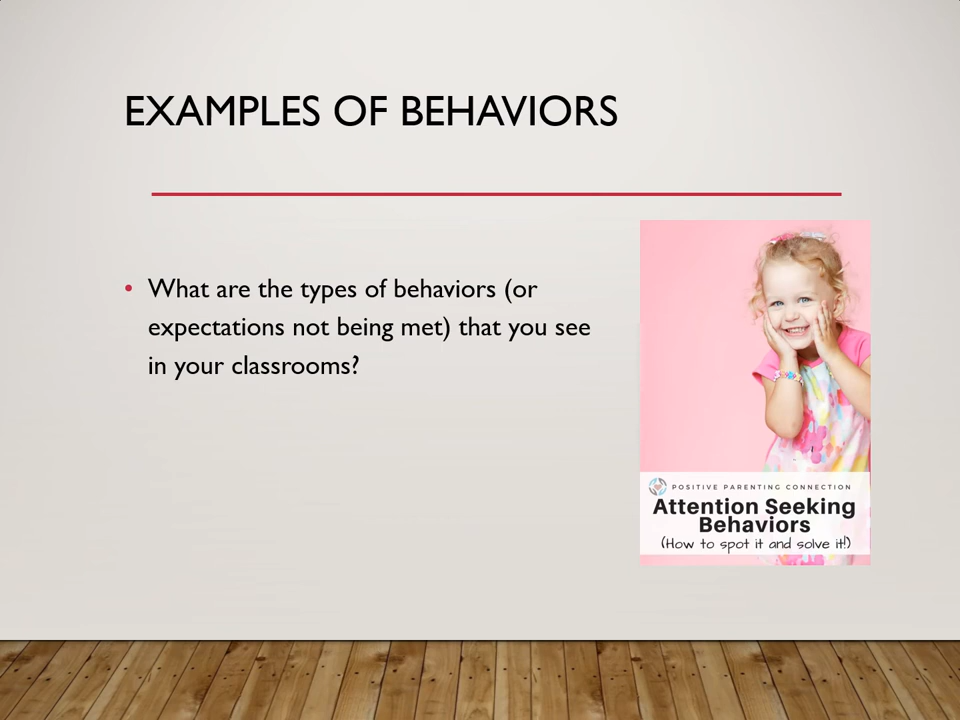 EXAMPLES OF BEHAVIORS
• What are the types of behaviors (or
expectations not being met) that you see
in your classrooms?
POSITIVE PARENTING CONNECTION
Attention Seeking
Behaviors
(How to spot it and solve it!)